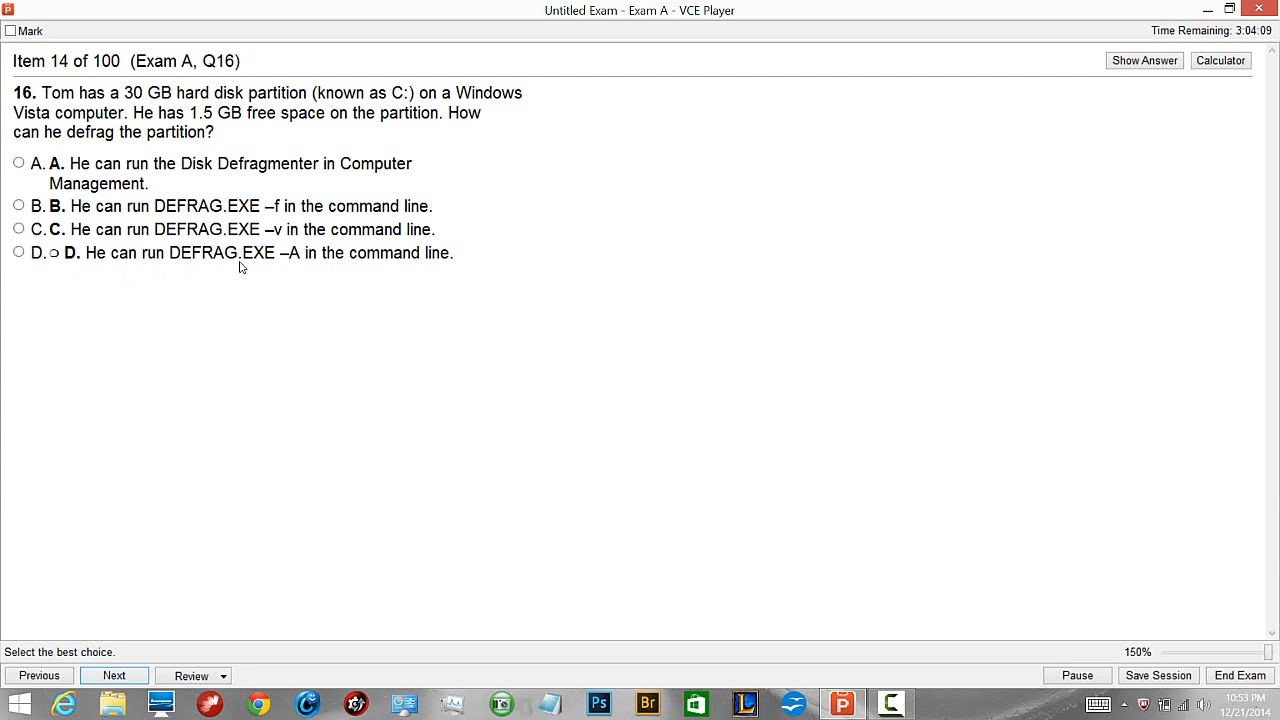 Untitled Exam - Exam A - VCE Player
Mark
Time Remaining: 3:04:09
Item 14 of 100 (Exam A, Q16)
Show Answer
Calculator
16. Tom has a 30 GB hard disk partition (known as C:) on a Windows
Vista computer. He has 1.5 GB free space on the partition. How
can he defrag the partition?
A. A. He can run the Disk Defragmenter in Computer
Management.
B. B. He can run DEFRAG.EXE –f in the command line.
C. C. He can run DEFRAG.EXE –v in the command line.
D. D. He can run DEFRAG.EXE –A in the command line.
Select the best choice.
150%
Previous
Next
Review
Pause
Save Session
End Exam
Ps
Br
10:53 PM
12/21/2014